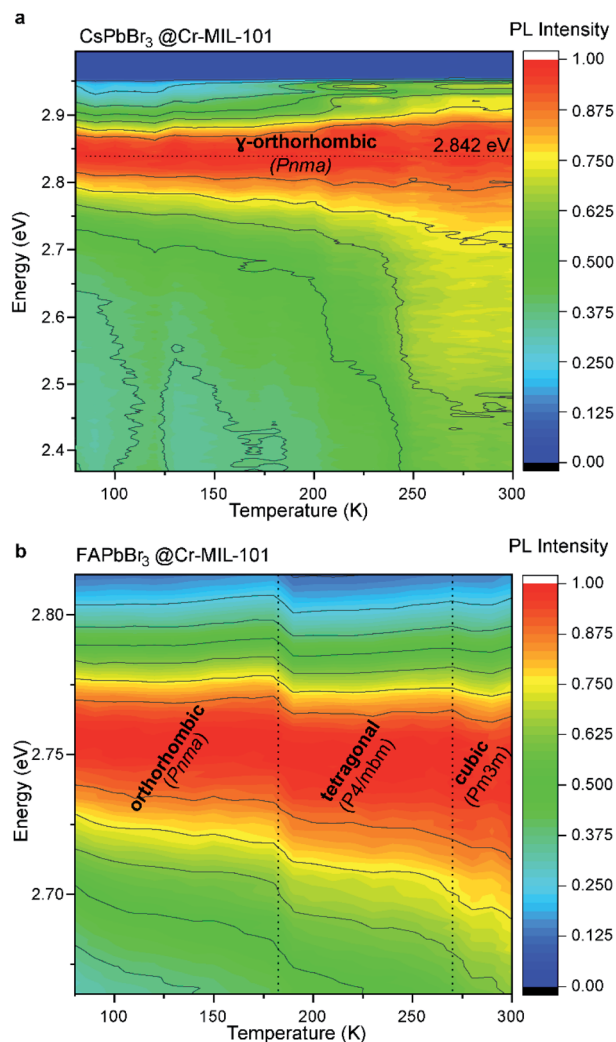 a
CsPbBr₃ @Cr-MIL-101
PL Intensity
1.00
0.875
0.750
0.625
0.500
0.375
0.250
0.125
0.00
Energy (eV)
2.9
2.8
2.7
2.6
2.5
2.4
ɣ-orthorhombic
(Pnma)
2.842 eV
100
150
200
250
300
Temperature (K)
b
FAPbBr₃ @Cr-MIL-101
PL Intensity
1.00
0.875
0.750
0.625
0.500
0.375
0.250
0.125
0.00
Energy (eV)
2.80
2.75
2.70
orthorhombic
(Pnma)
tetragonal
(P4/mbm)
cubic
(Pm3m)
100
150
200
250
300
Temperature (K)